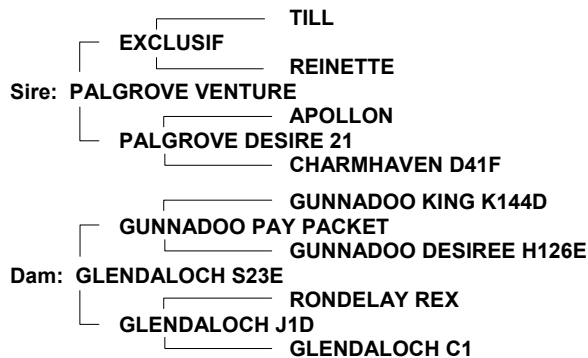 TILL
EXCLUSIF
REINETTE
Sire: PALGROVE VENTURE
APOLLON
PALGROVE DESIRE 21
CHARMHAVEN D41F
GUNNADOO KING K144D
GUNNADOO PAY PACKET
GUNNADOO DESIREE H126E
Dam: GLENDALOCH S23E
RONDELAY REX
GLENDALOCH J1D
GLENDALOCH C1